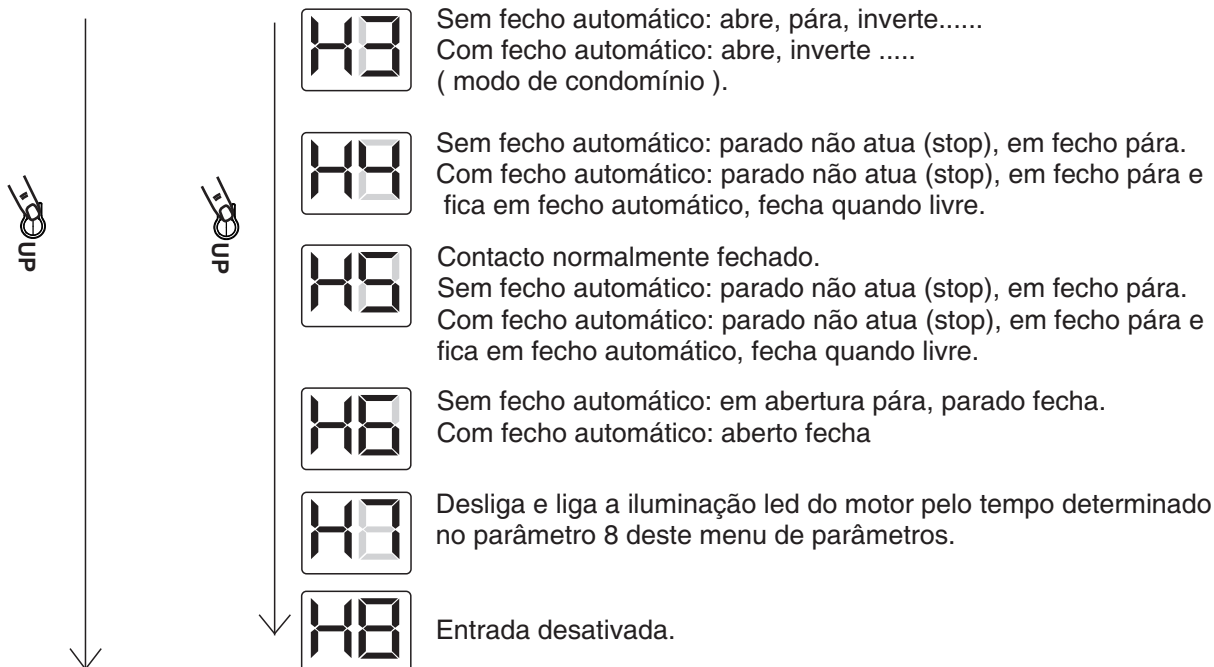 H3
Sem fecho automático: abre, pára, inverte......
Com fecho automático: abre, inverte .....
( modo de condomínio ).
H4
Sem fecho automático: parado não atua (stop), em fecho pára.
Com fecho automático: parado não atua (stop), em fecho pára e
fica em fecho automático, fecha quando livre.
UP
UP
H5
Contacto normalmente fechado.
Sem fecho automático: parado não atua (stop), em fecho pára.
Com fecho automático: parado não atua (stop), em fecho pára e
fica em fecho automático, fecha quando livre.
H6
Sem fecho automático: em abertura pára, parado fecha.
Com fecho automático: aberto fecha
H7
Desliga e liga a iluminação led do motor pelo tempo determinado
no parâmetro 8 deste menu de parâmetros.
H8
Entrada desativada.